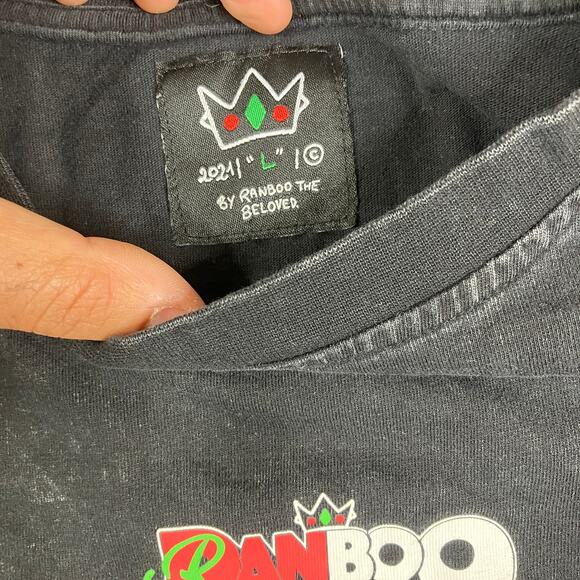 2021 | "L" | ©
BY RANBOO THE
BELOVED.
RANBOO